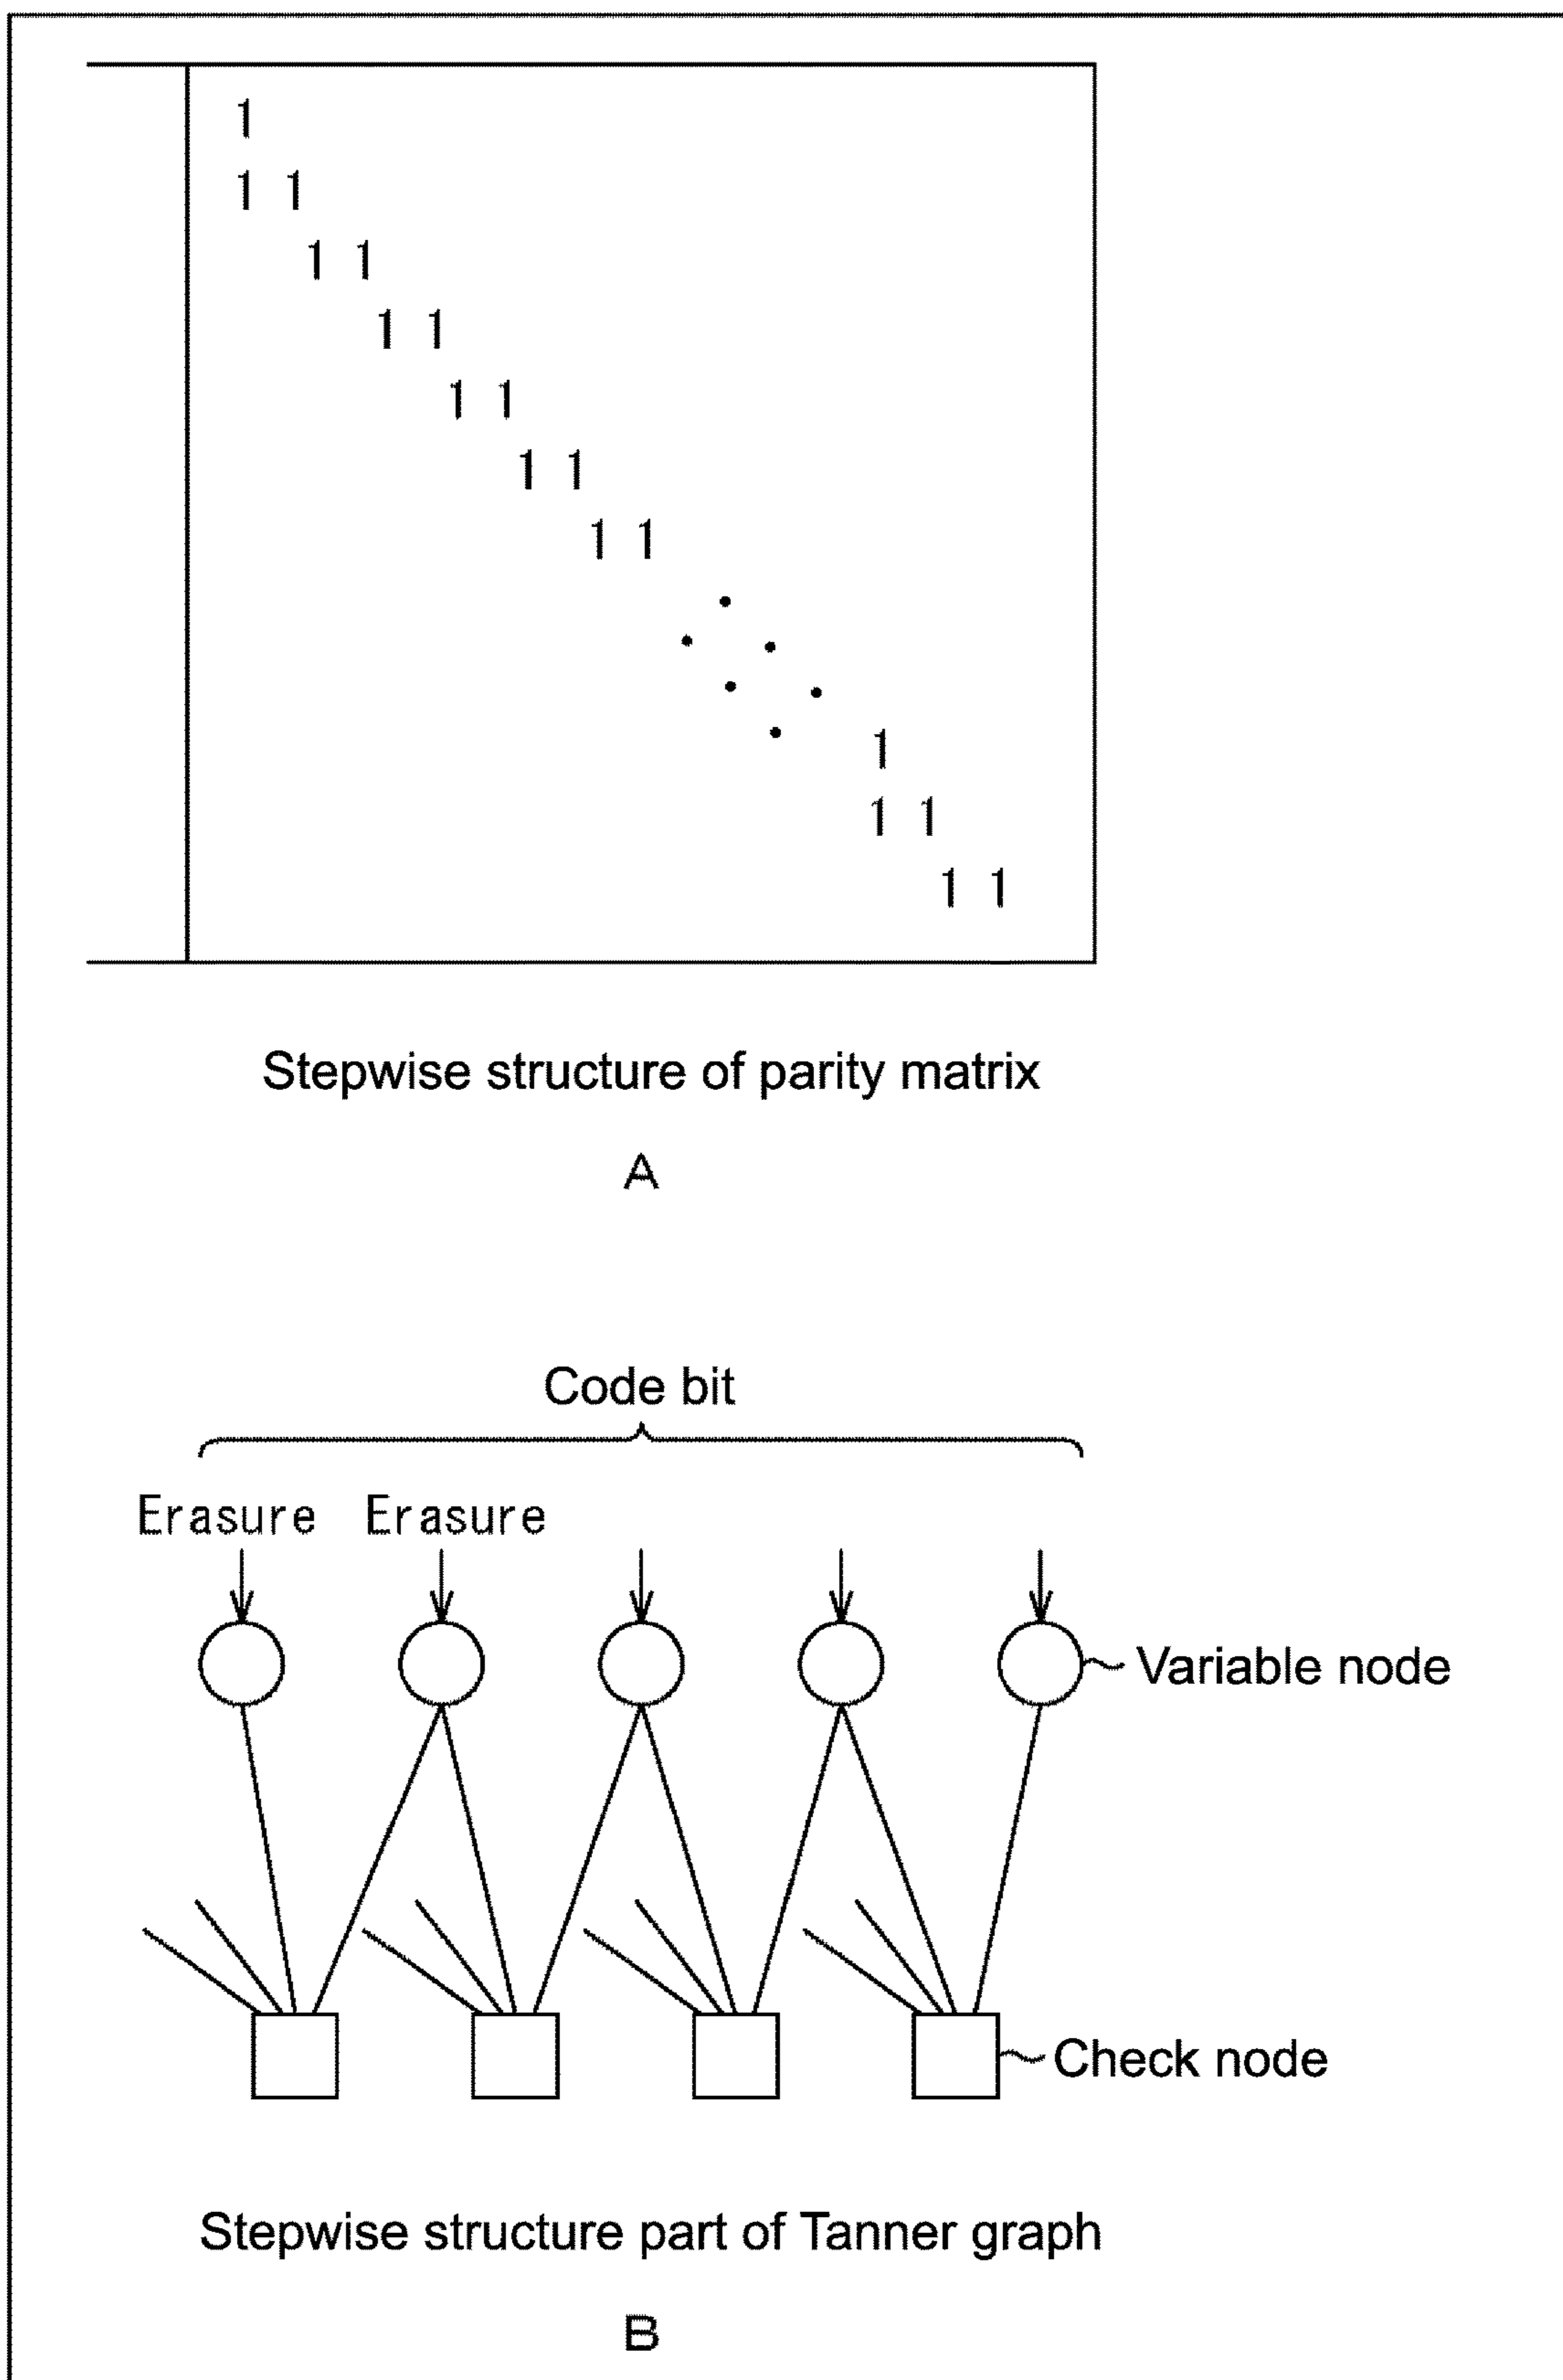 1
1 1
1 1
1 1
1 1
1 1
1 1
1
1 1
1 1
Stepwise structure of parity matrix
A
Code bit
Erasure Erasure
Variable node
Check node
Stepwise structure part of Tanner graph
B